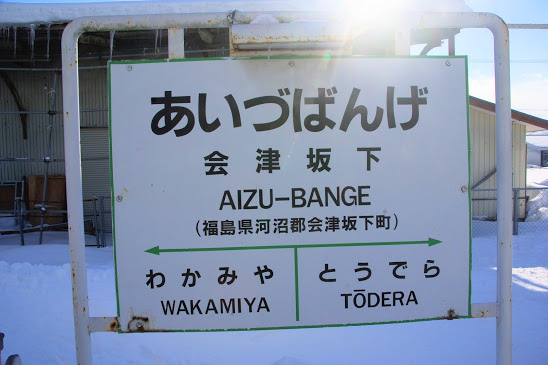 あいづばんげ
会津坂下
AIZU-BANGE
(福島県河沼郡会津坂下町)
わかみや とうでら
WAKAMIYA TŌDERA